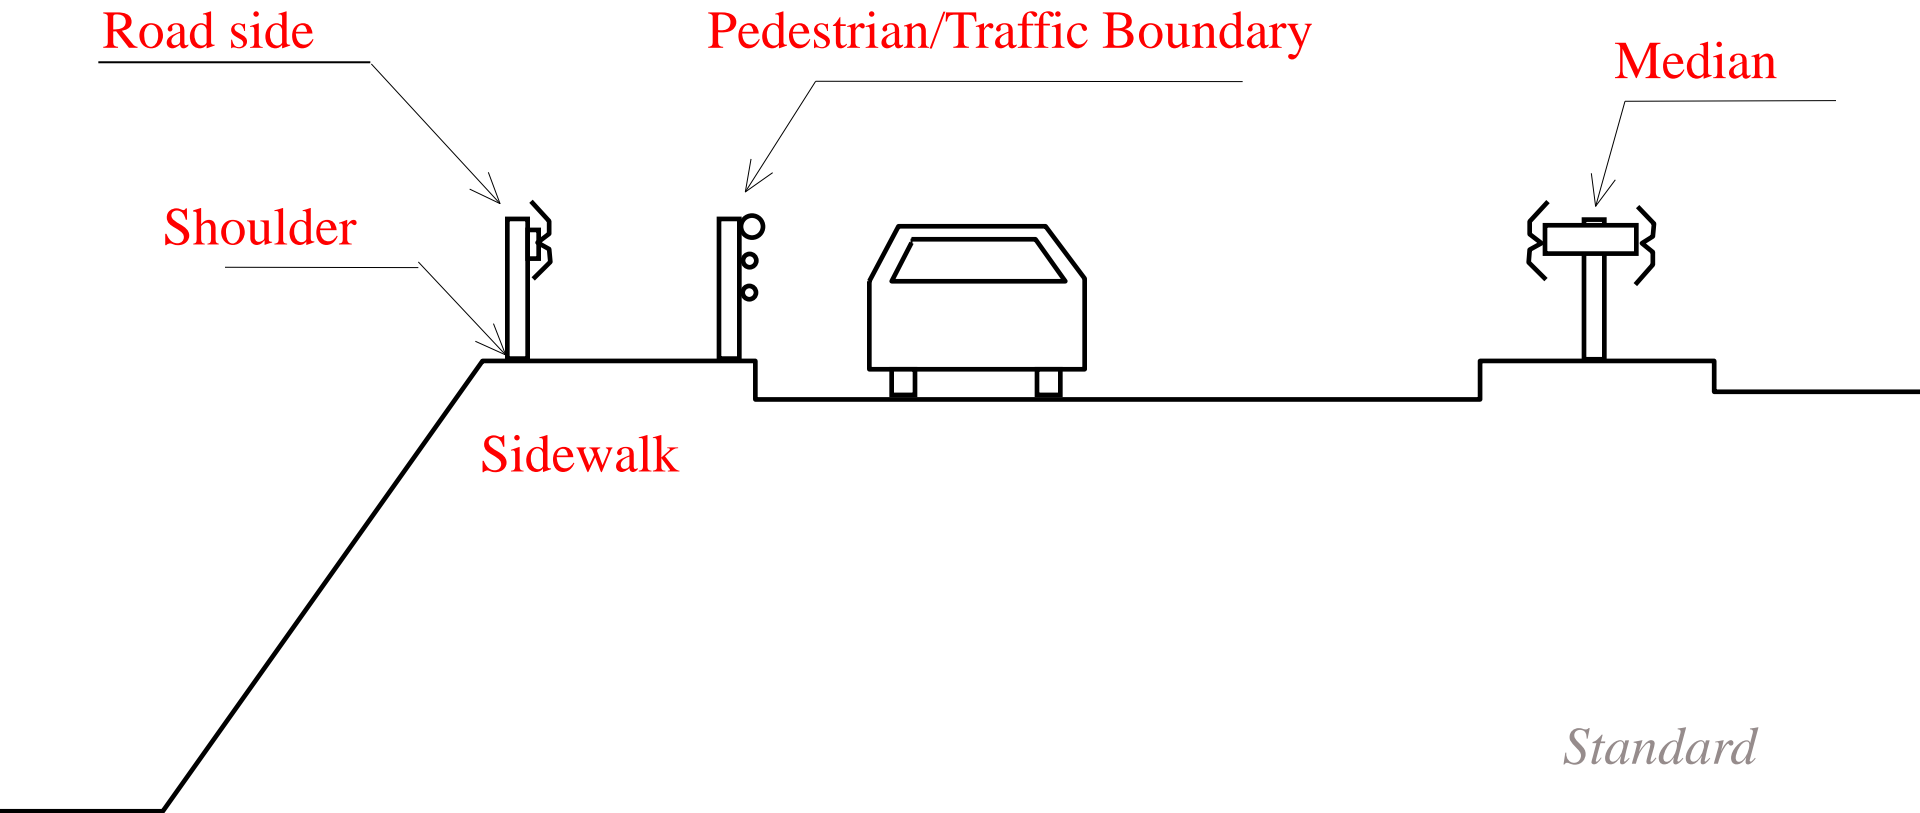 Road side
Pedestrian/Traffic Boundary
Median
Shoulder
Sidewalk
Standard